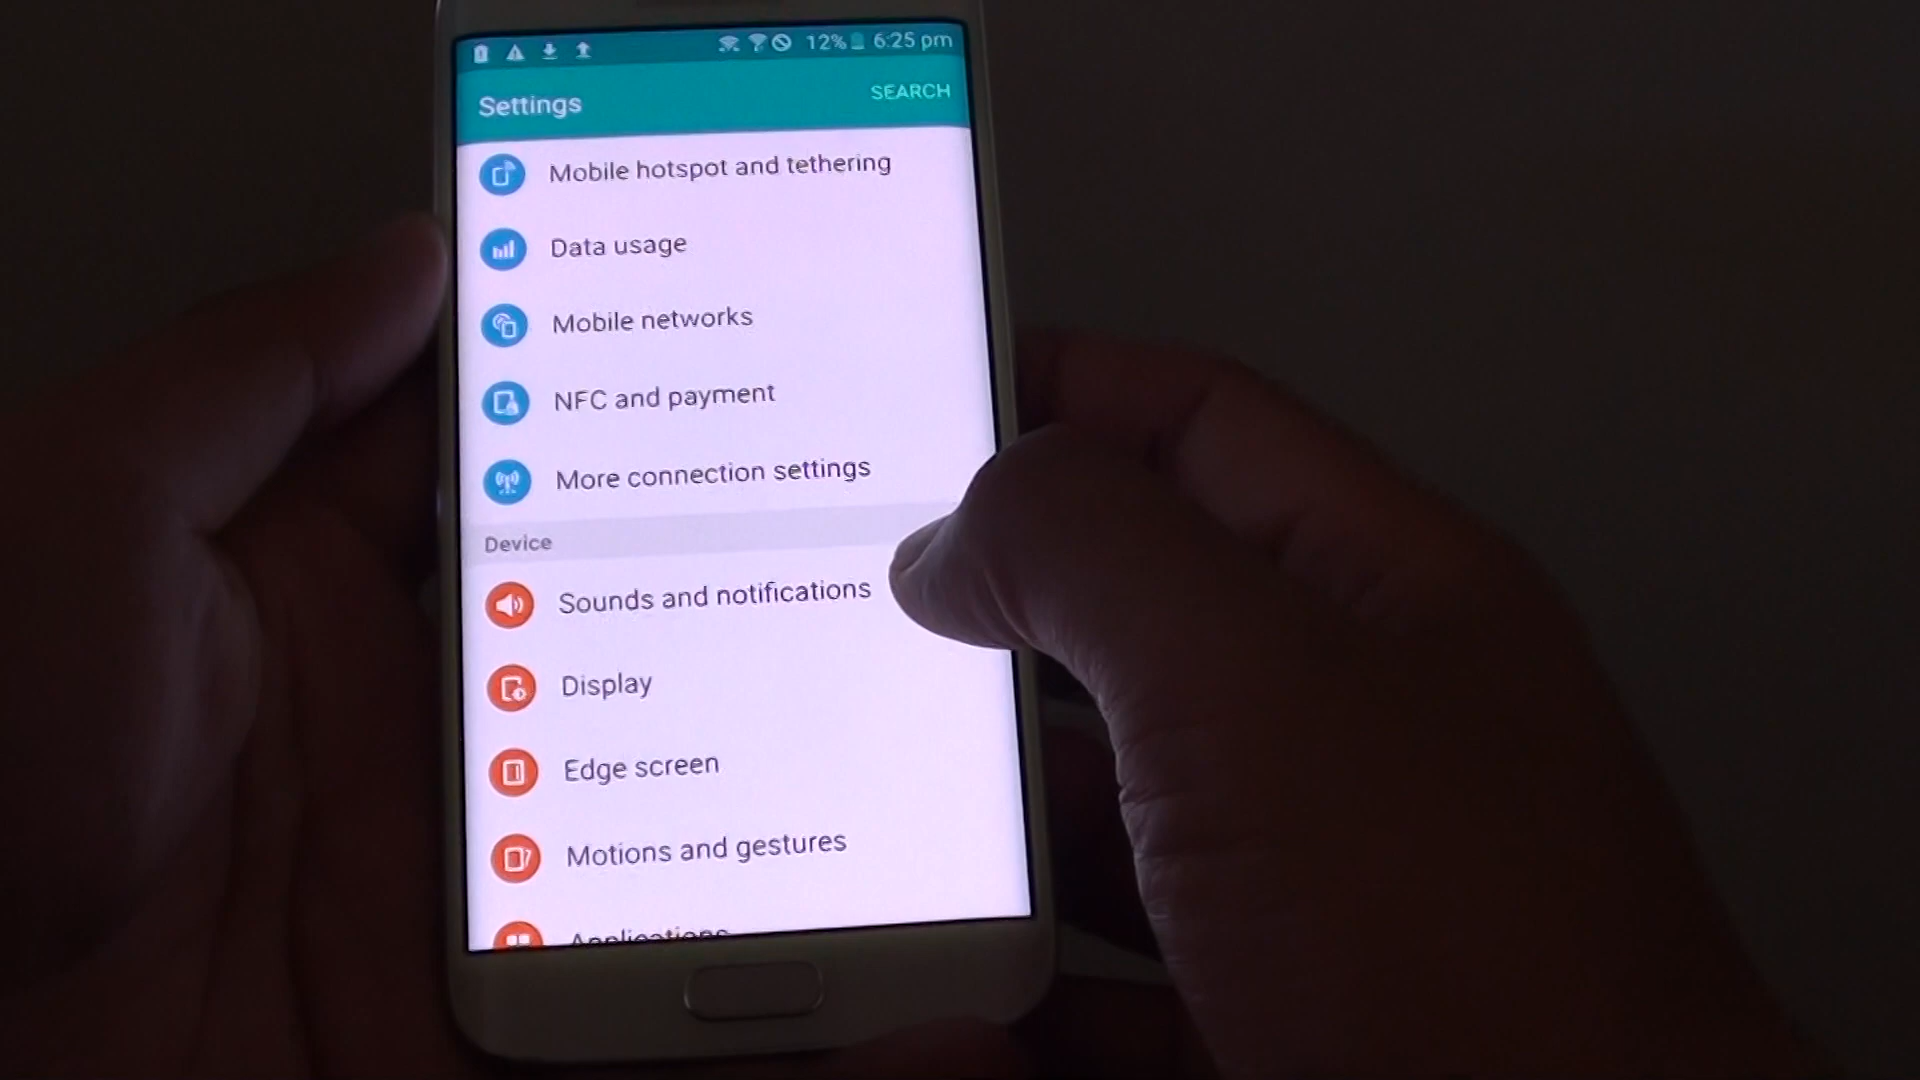 12% 6:25 pm
Settings SEARCH
Mobile hotspot and tethering
Data usage
Mobile networks
NFC and payment
More connection settings
Device
Sounds and notifications
Display
Edge screen
Motions and gestures
Applications